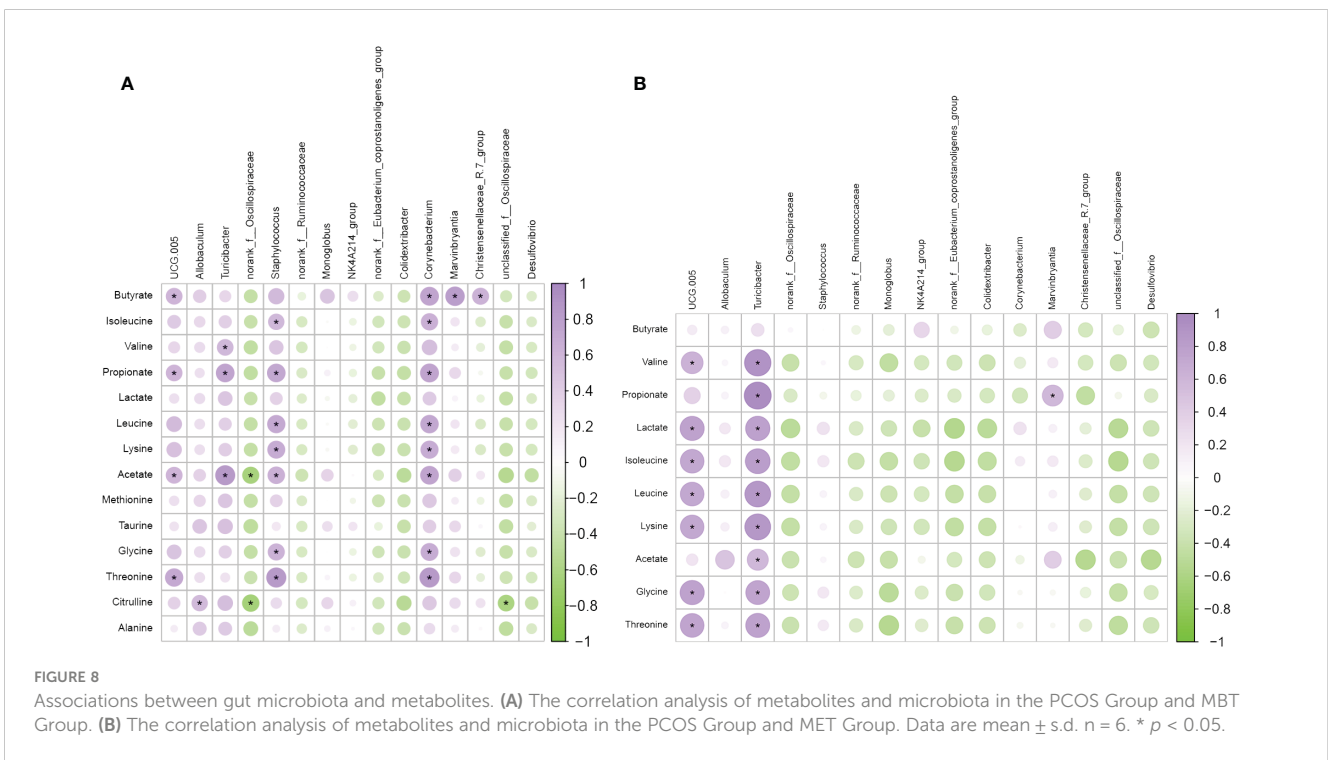 A
UCG.005
Allobaculum
Turicibacter
norank_f__Oscillospiraceae
Staphylococcus
norank_f__Ruminococcaceae
Monoglobus
NK4A214_group
norank_f__Eubacterium_coprostanoligenes_group
Colidextribacter
Corynebacterium
Marvinbryantia
Christensenellaceae_R.7_group
unclassified_f__Oscillospiraceae
Desulfovibrio
Butyrate * * * *
Isoleucine * *
Valine *
Propionate * * * *
Lactate
Leucine * *
Lysine * *
Acetate * * * * *
Methionine
Taurine
Glycine * *
Threonine * * *
Citrulline * * *
Alanine
1
0.8
0.6
0.4
0.2
0
−0.2
−0.4
−0.6
−0.8
−1
B
UCG.005
Allobaculum
Turicibacter
norank_f__Oscillospiraceae
Staphylococcus
norank_f__Ruminococcaceae
Monoglobus
NK4A214_group
norank_f__Eubacterium_coprostanoligenes_group
Colidextribacter
Corynebacterium
Marvinbryantia
Christensenellaceae_R.7_group
unclassified_f__Oscillospiraceae
Desulfovibrio
Butyrate
Valine * *
Propionate * *
Lactate * *
Isoleucine * *
Leucine * *
Lysine * *
Acetate *
Glycine * *
Threonine * *
1
0.8
0.6
0.4
0.2
0
−0.2
−0.4
−0.6
−0.8
−1
FIGURE 8
Associations between gut microbiota and metabolites. (A) The correlation analysis of metabolites and microbiota in the PCOS Group and MBT
Group. (B) The correlation analysis of metabolites and microbiota in the PCOS Group and MET Group. Data are mean ± s.d. n = 6. * p < 0.05.